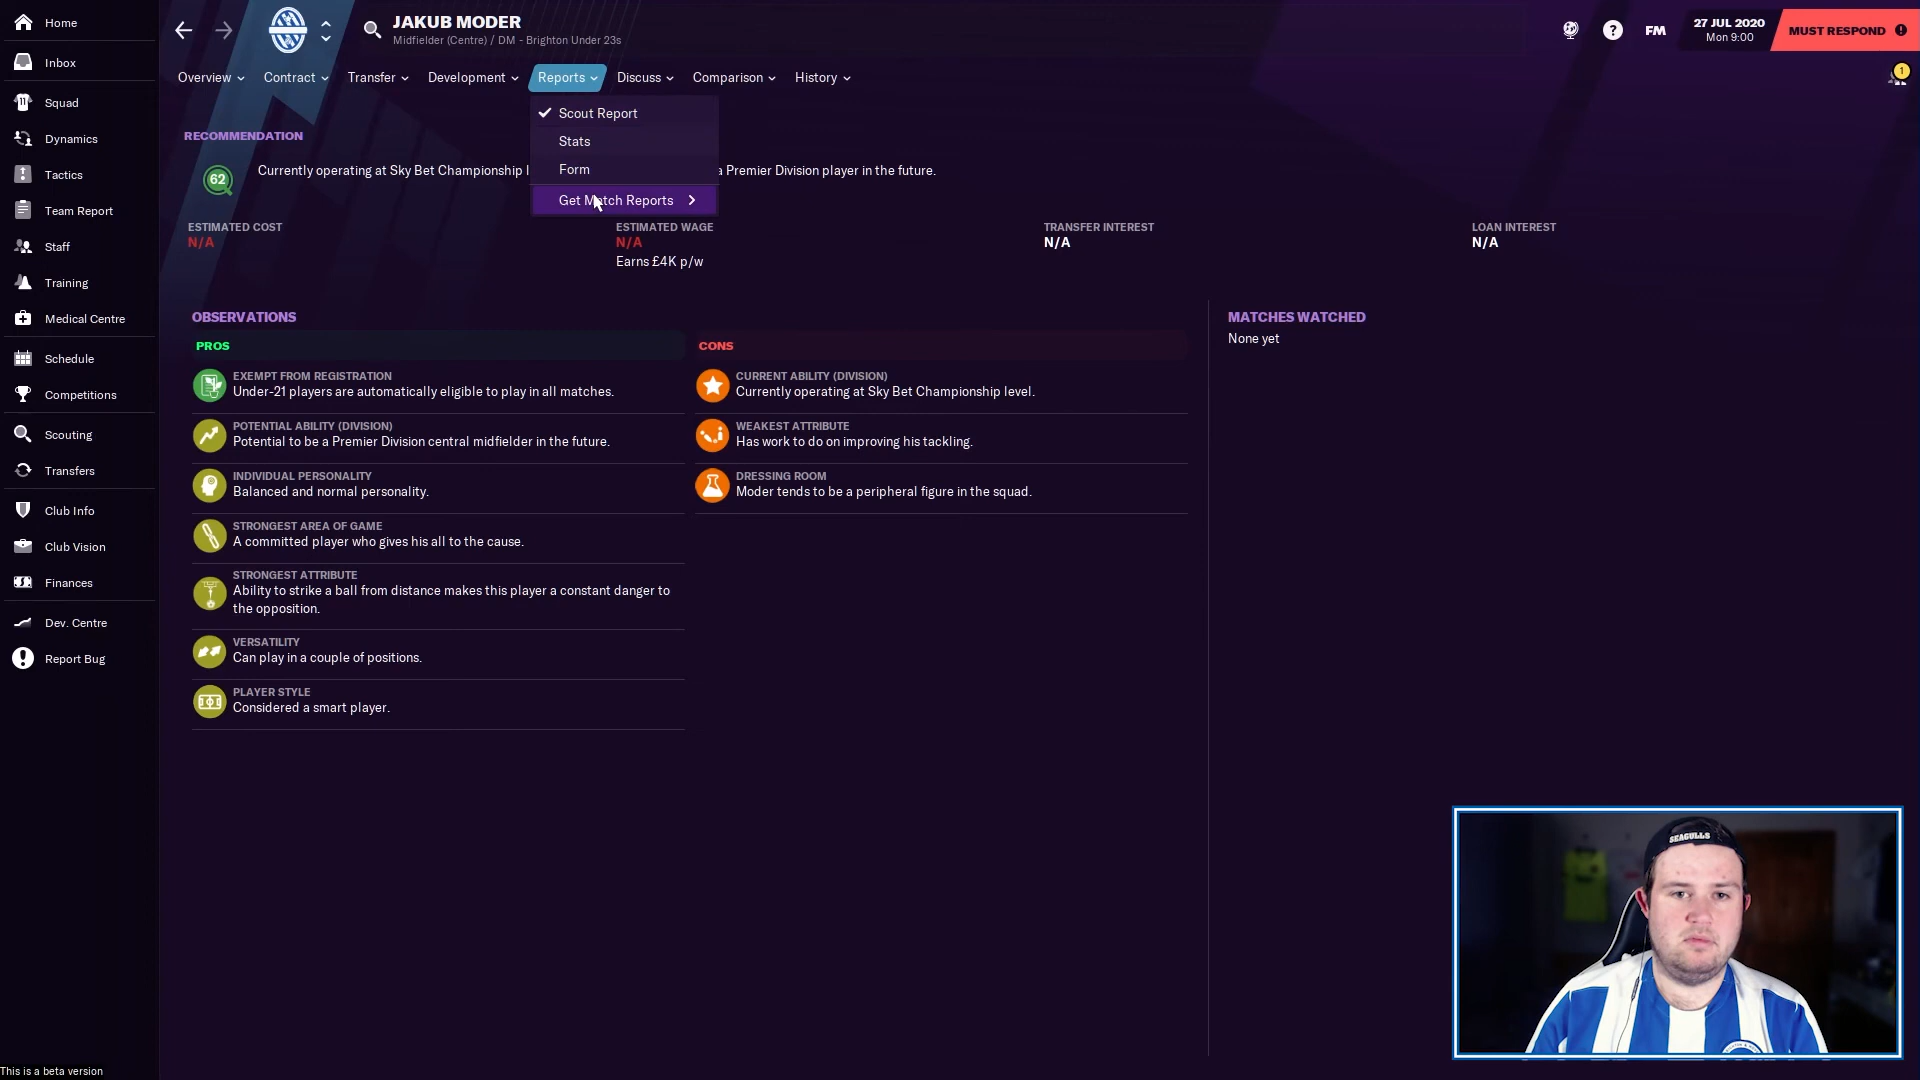 Home
Inbox
Squad
Dynamics
Tactics
Team Report
Staff
Training
Medical Centre
Schedule
Competitions
Scouting
Transfers
Club Info
Club Vision
Finances
Dev. Centre
Report Bug
This is a beta version
JAKUB MODER
Midfielder (Centre) / DM - Brighton Under 23s
FM
27 JUL 2020
Mon 9:00
MUST RESPOND
Overview
Contract
Transfer
Development
Reports
Discuss
Comparison
History
1
Scout Report
Stats
Form
Get Match Reports
RECOMMENDATION
62
Currently operating at Sky Bet Championship l
a Premier Division player in the future.
ESTIMATED COST
N/A
ESTIMATED WAGE
N/A
Earns £4K p/w
TRANSFER INTEREST
N/A
LOAN INTEREST
N/A
OBSERVATIONS
PROS
EXEMPT FROM REGISTRATION
Under-21 players are automatically eligible to play in all matches.
POTENTIAL ABILITY (DIVISION)
Potential to be a Premier Division central midfielder in the future.
INDIVIDUAL PERSONALITY
Balanced and normal personality.
STRONGEST AREA OF GAME
A committed player who gives his all to the cause.
STRONGEST ATTRIBUTE
Ability to strike a ball from distance makes this player a constant danger to
the opposition.
VERSATILITY
Can play in a couple of positions.
PLAYER STYLE
Considered a smart player.
CONS
CURRENT ABILITY (DIVISION)
Currently operating at Sky Bet Championship level.
WEAKEST ATTRIBUTE
Has work to do on improving his tackling.
DRESSING ROOM
Moder tends to be a peripheral figure in the squad.
MATCHES WATCHED
None yet
SEAGULLS